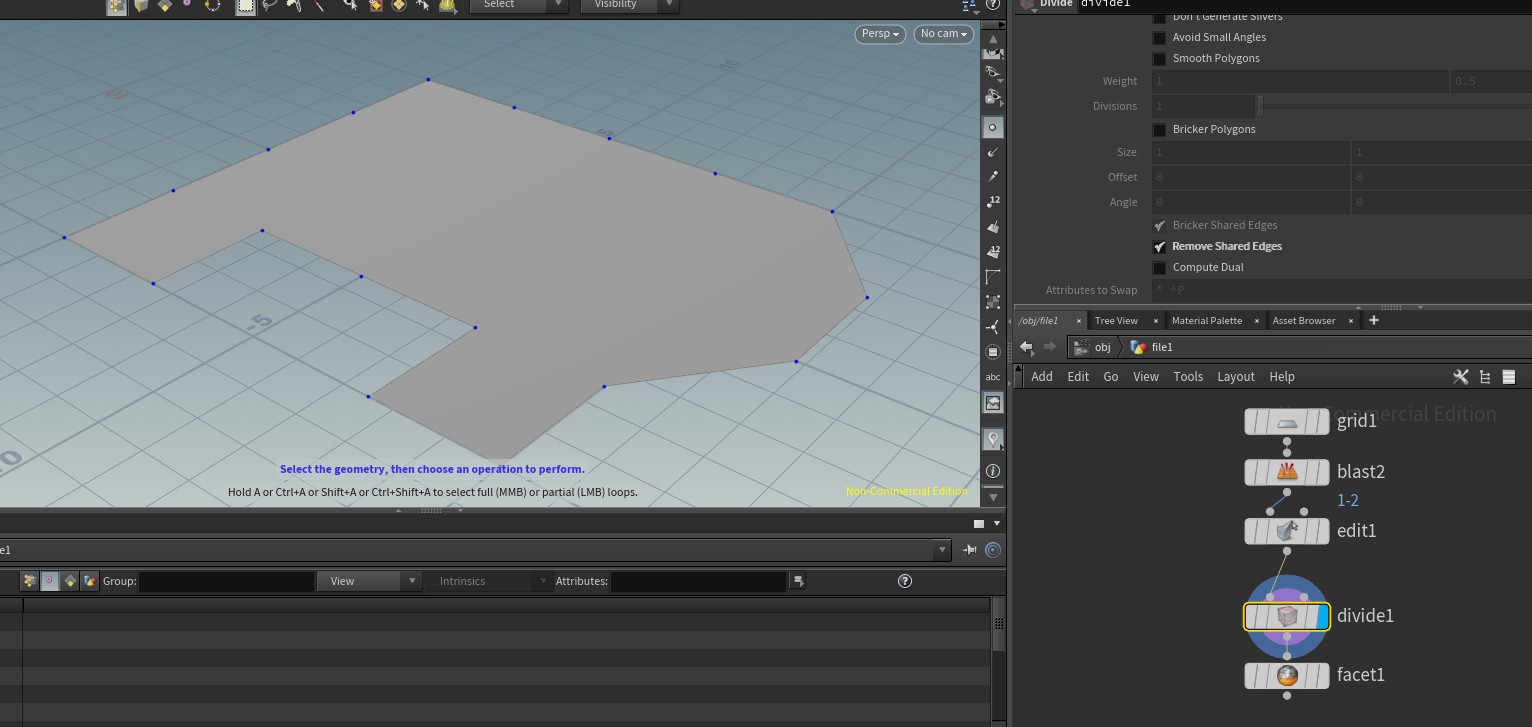 Select
Visibility
Divide divide1
Don't Generate Slivers
Avoid Small Angles
Smooth Polygons
Weight 1 0.5
Divisions 1
Bricker Polygons
Size 1 1
Offset 0 0
Angle 0 0
Bricker Shared Edges
Remove Shared Edges
Compute Dual
Attributes to Swap * ^P
Persp
No cam
10
-5
12
12
abc
Select the geometry, then choose an operation to perform.
Hold A or Ctrl+A or Shift+A or Ctrl+Shift+A to select full (MMB) or partial (LMB) loops.
Non-Commercial Edition
/obj/file1 Tree View Material Palette Asset Browser
obj file1
Add Edit Go View Tools Layout Help
Commercial Edition
grid1
blast2
1-2
edit1
divide1
facet1
e1
Group: View Intrinsics Attributes: